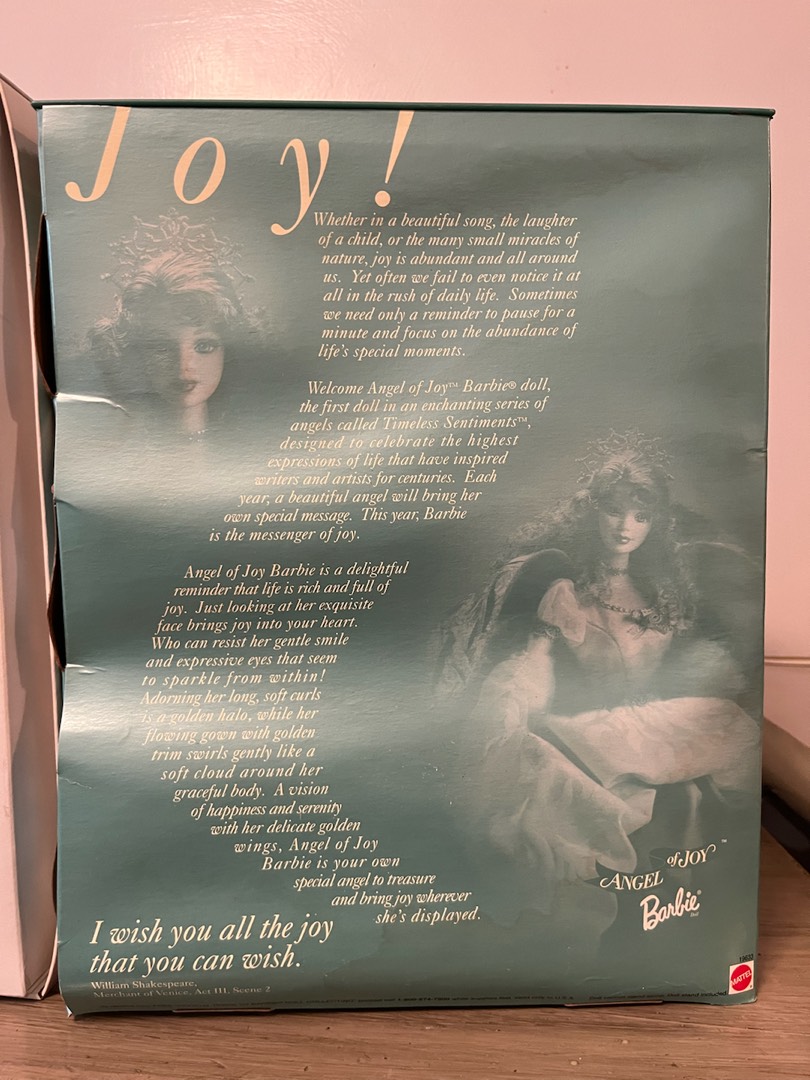 Joy!
Whether in a beautiful song, the laughter
of a child, or the many small miracles of
nature, joy is abundant and all around
us. Yet often we fail to even notice it at
all in the rush of daily life. Sometimes
we need only a reminder to pause for a
minute and focus on the abundance of
life's special moments.
Welcome Angel of Joy™ Barbie® doll,
the first doll in an enchanting series of
angels called Timeless Sentiments™,
designed to celebrate the highest
expressions of life that have inspired
writers and artists for centuries. Each
year, a beautiful angel will bring her
own special message. This year, Barbie
is the messenger of joy.
Angel of Joy Barbie is a delightful
reminder that life is rich and full of
joy. Just looking at her exquisite
face brings joy into your heart.
Who can resist her gentle smile
and expressive eyes that seem
to sparkle from within!
Adorning her long, soft curls
is a golden halo, while her
flowing gown with golden
trim swirls gently like a
soft cloud around her
graceful body. A vision
of happiness and serenity
with her delicate golden
wings, Angel of Joy
Barbie is your own
special angel to treasure
and bring joy wherever
she's displayed.
I wish you all the joy
that you can wish.
William Shakespeare,
Merchant of Venice, Act III, Scene 2
ANGEL of JOY™
Barbie®
Doll
19633
MATTEL